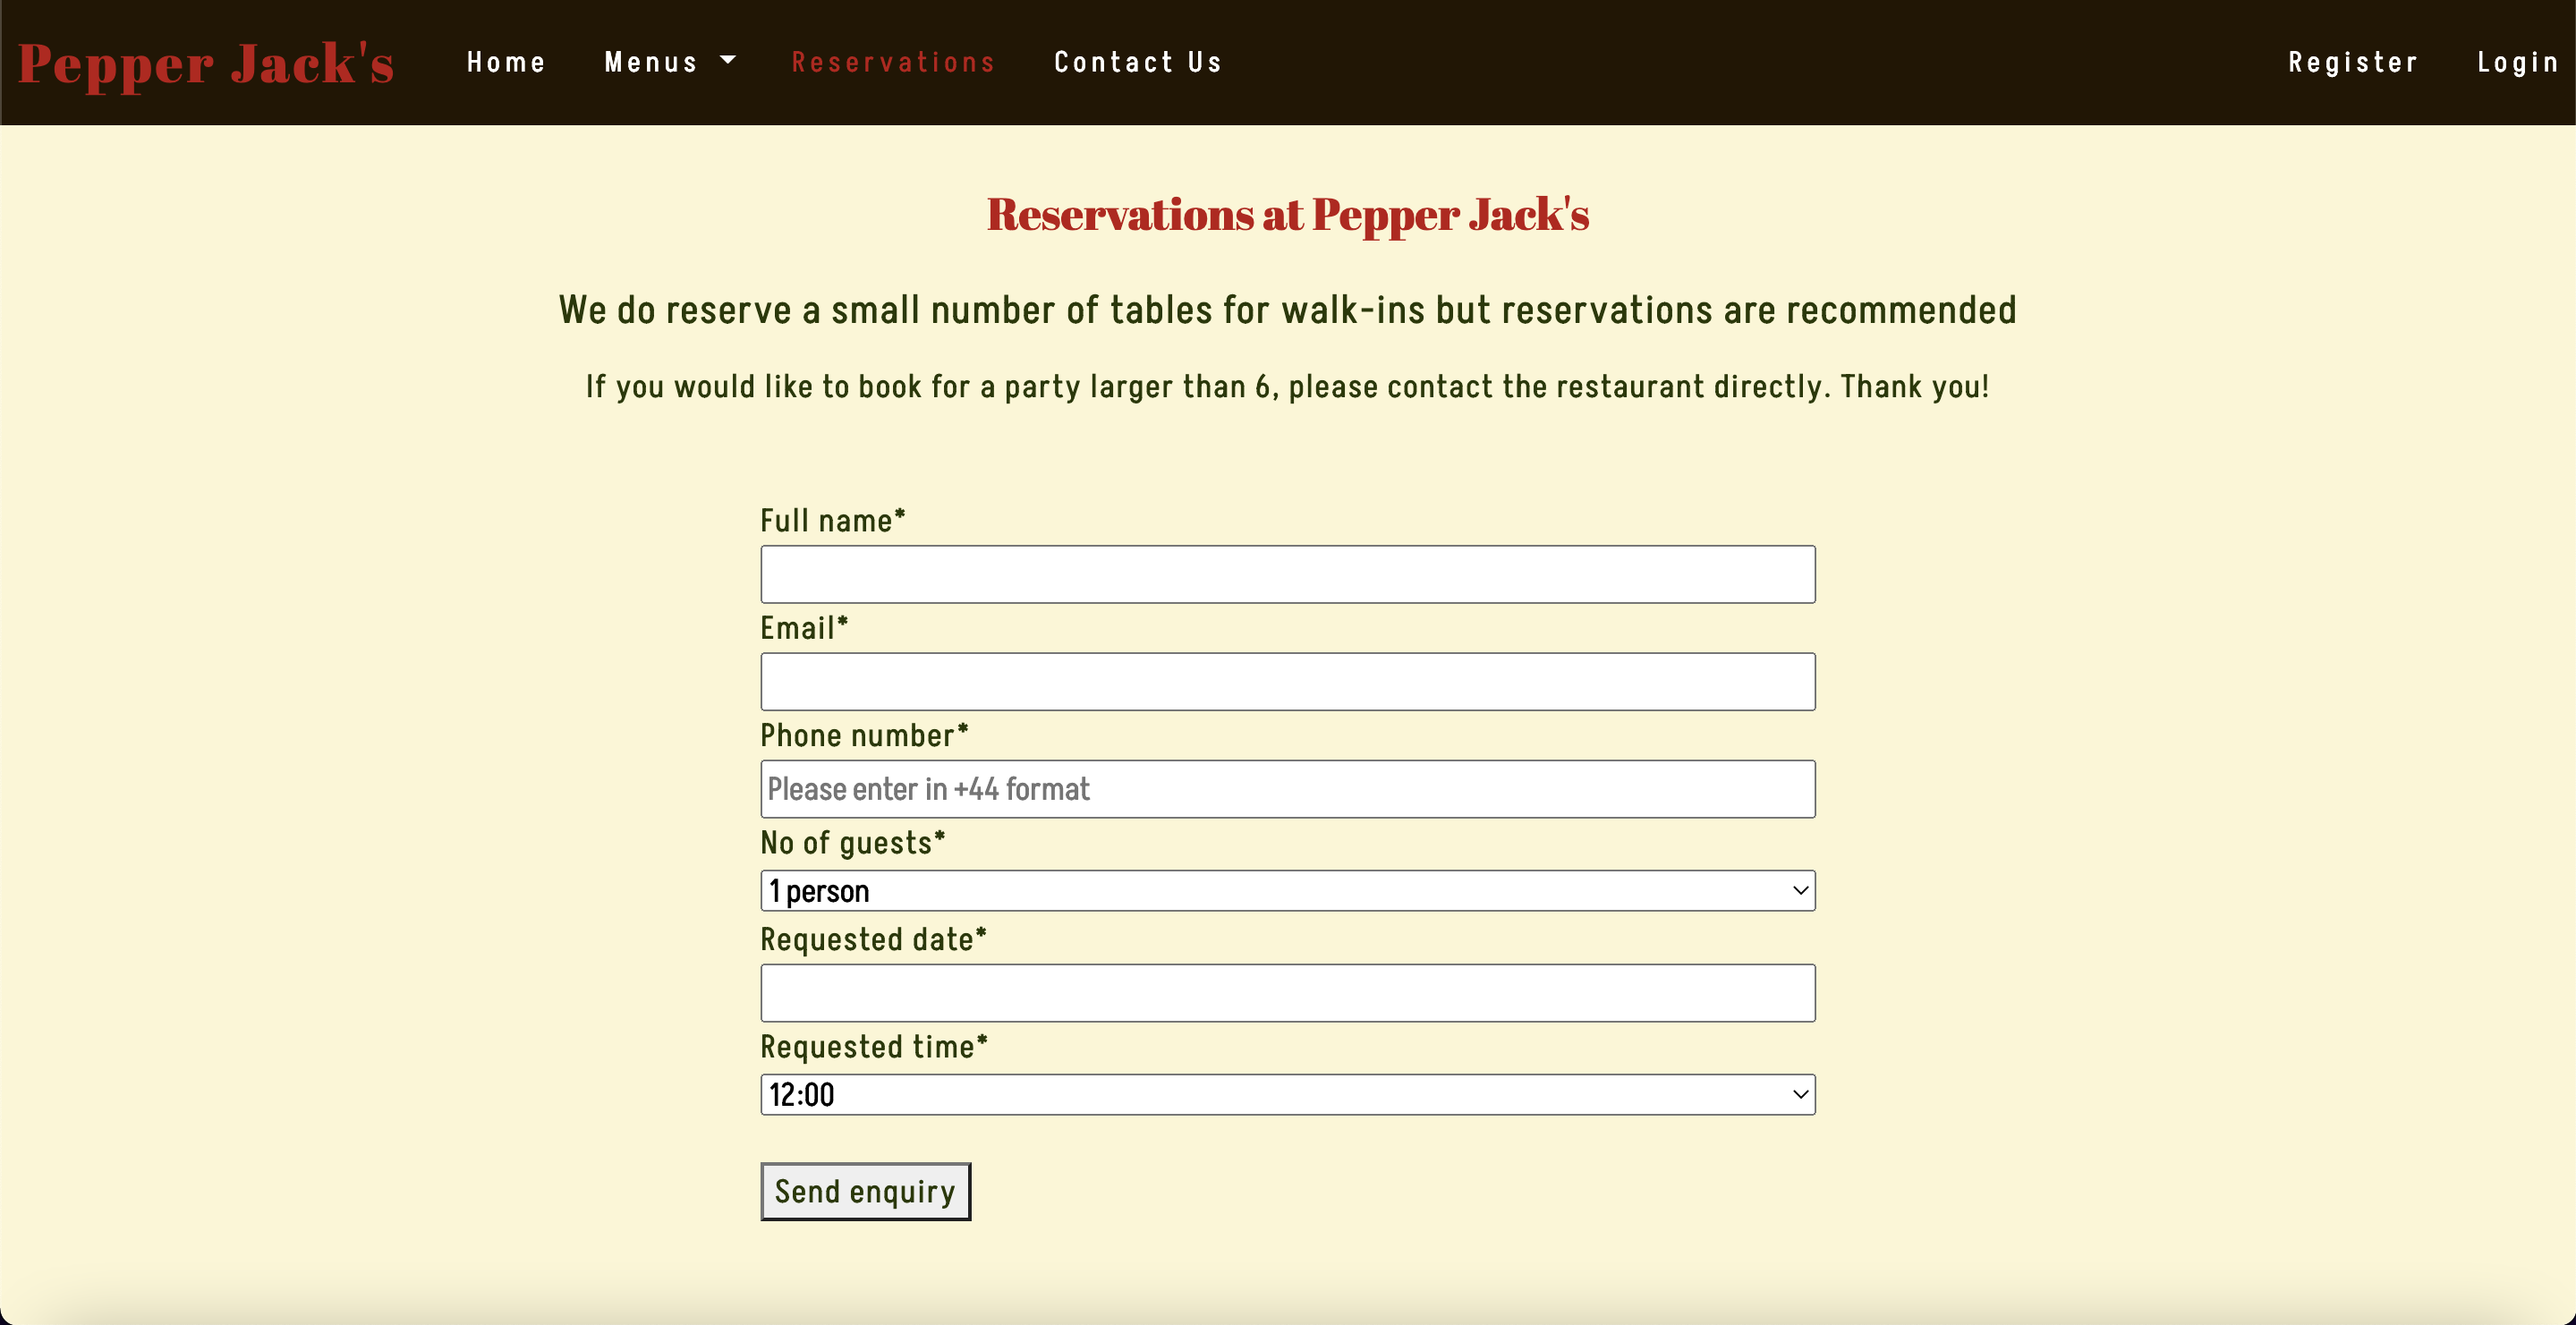 Pepper Jack's Home Menus Reservations Contact Us Register Login
Reservations at Pepper Jack's
We do reserve a small number of tables for walk-ins but reservations are recommended
If you would like to book for a party larger than 6, please contact the restaurant directly. Thank you!
Full name*
Email*
Phone number*
Please enter in +44 format
No of guests*
1 person
Requested date*
Requested time*
12:00
Send enquiry